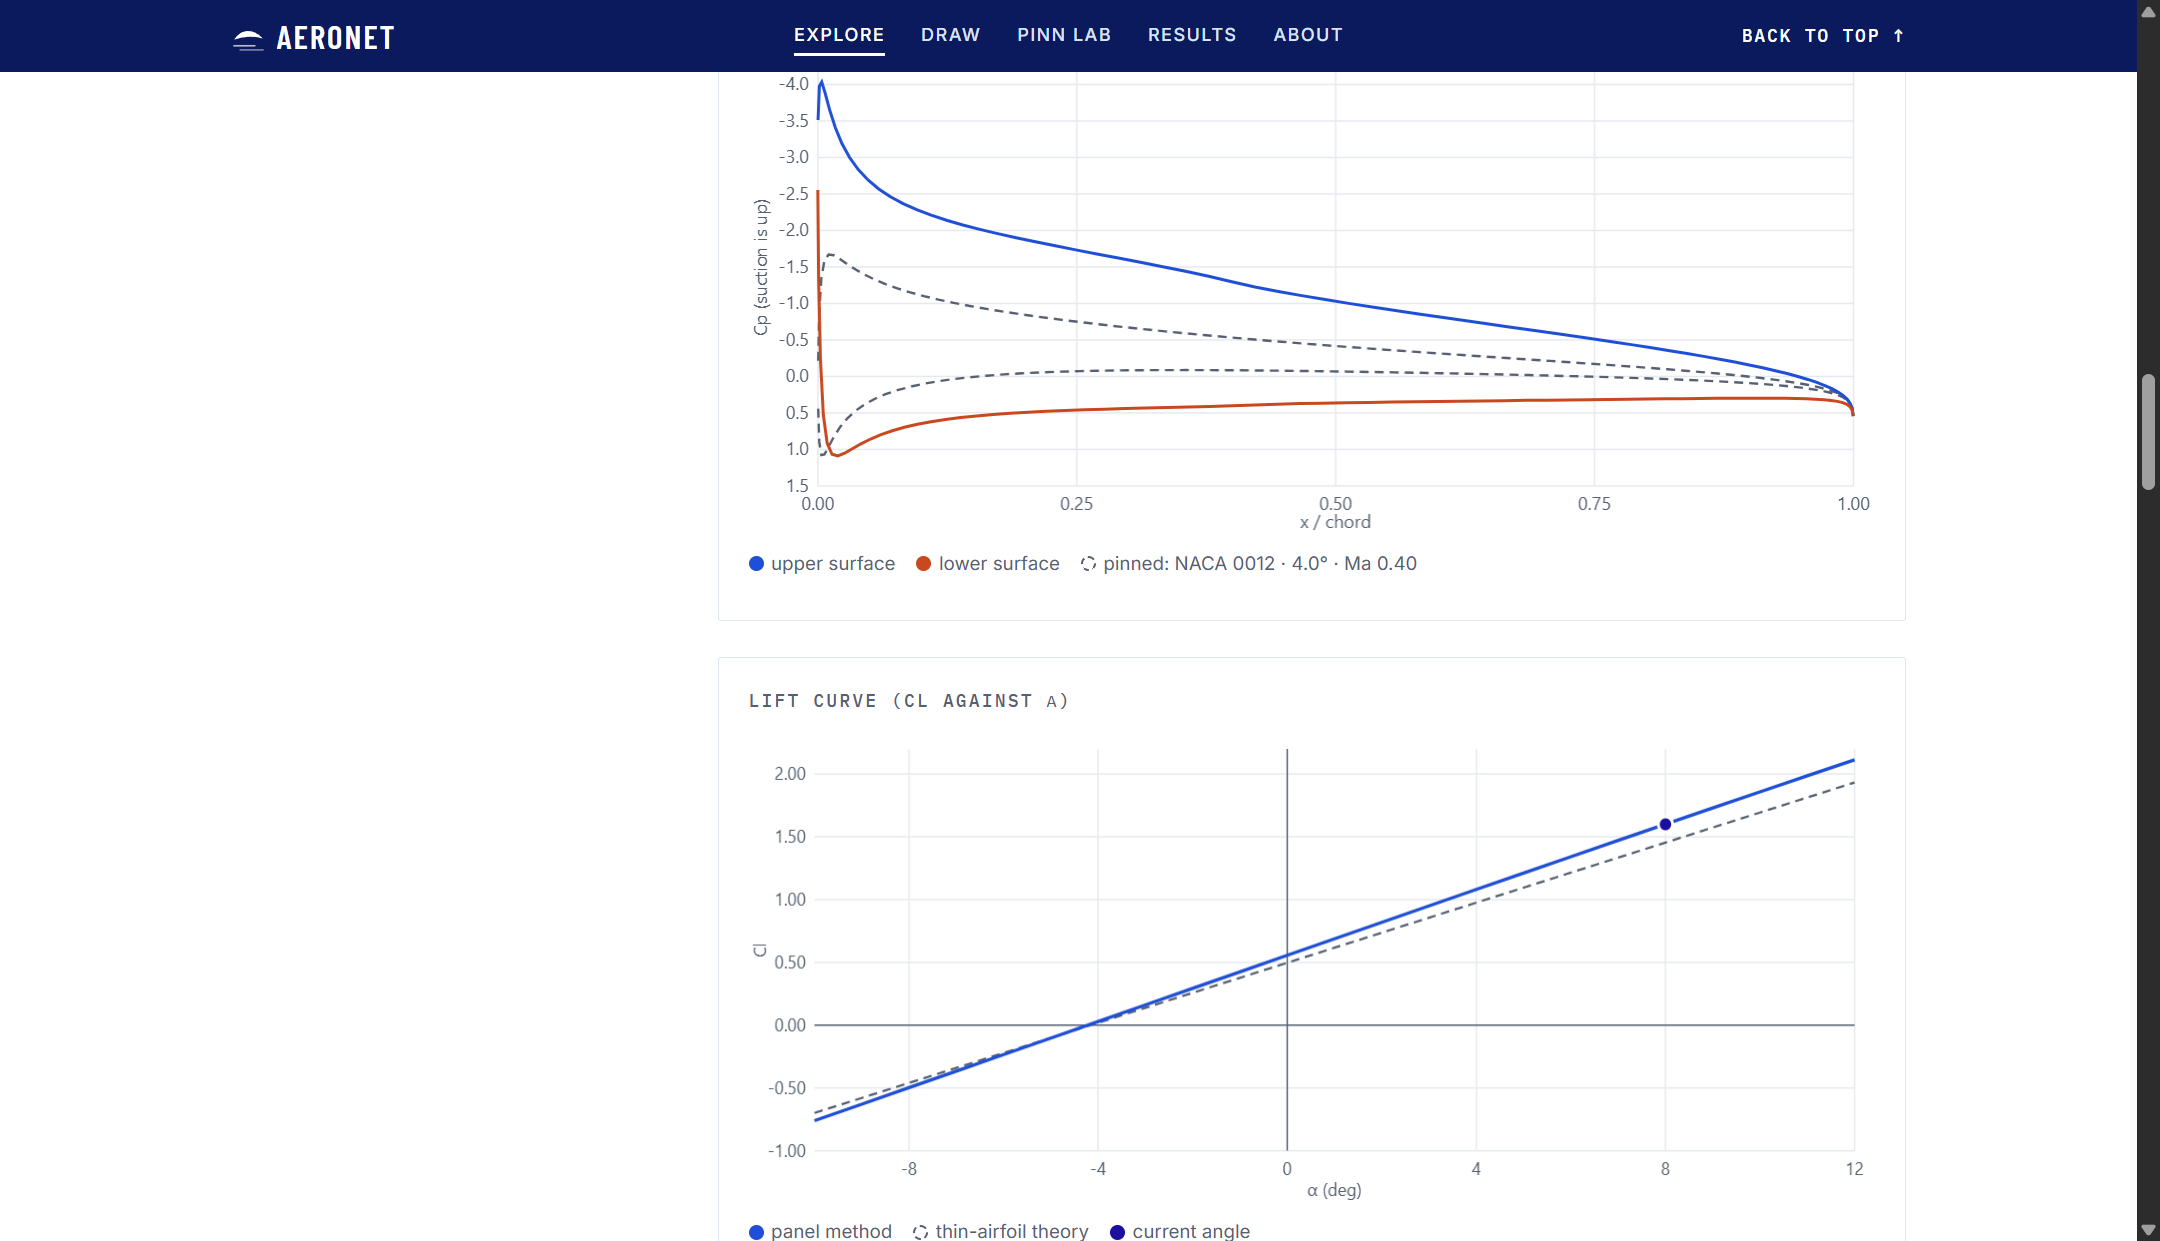 AERONET
EXPLORE DRAW PINN LAB RESULTS ABOUT
BACK TO TOP ↑
-4.0
-3.5
-3.0
-2.5
-2.0
-1.5
-1.0
-0.5
0.0
0.5
1.0
1.5
Cp (suction is up)
0.00 0.25 0.50 0.75 1.00
x / chord
upper surface lower surface pinned: NACA 0012 · 4.0° · Ma 0.40
LIFT CURVE (CL AGAINST Α)
2.00
1.50
1.00
0.50
0.00
-0.50
-1.00
Cl
-8 -4 0 4 8 12
α (deg)
panel method thin-airfoil theory current angle